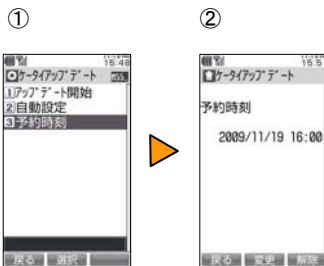 ①
②
15:48
ケータイアップデート
1アップデート開始
2自動設定
3予約時刻
戻る 選択
15:5
ケータイアップデート
予約時刻
2009/11/19 16:00
戻る 変更 解除